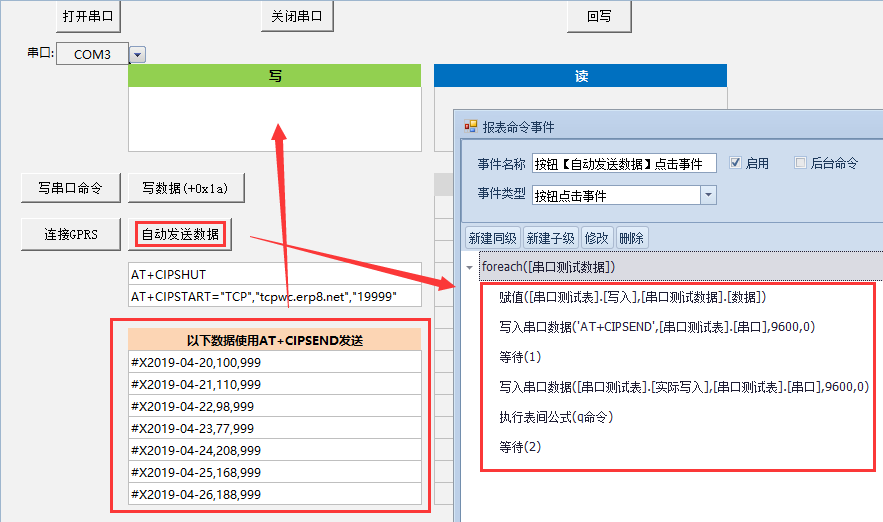 打开串口
关闭串口
回写
串口:
COM3
写
读
写串口命令
写数据(+0x1a)
连接GPRS
自动发送数据
AT+CIPSHUT
AT+CIPSTART="TCP","tcpwc.erp8.net","19999"
以下数据使用AT+CIPSEND发送
#X2019-04-20,100,999
#X2019-04-21,110,999
#X2019-04-22,98,999
#X2019-04-23,77,999
#X2019-04-24,208,999
#X2019-04-25,168,999
#X2019-04-26,188,999
报表命令事件
事件名称
按钮【自动发送数据】点击事件
启用
后台命令
事件类型
按钮点击事件
新建同级
新建子级
修改
删除
foreach([串口测试数据])
赋值([串口测试表].[写入],[串口测试数据].[数据])
写入串口数据('AT+CIPSEND',[串口测试表].[串口],9600,0)
等待(1)
写入串口数据([串口测试表].[实际写入],[串口测试表].[串口],9600,0)
执行表间公式(q命令)
等待(2)